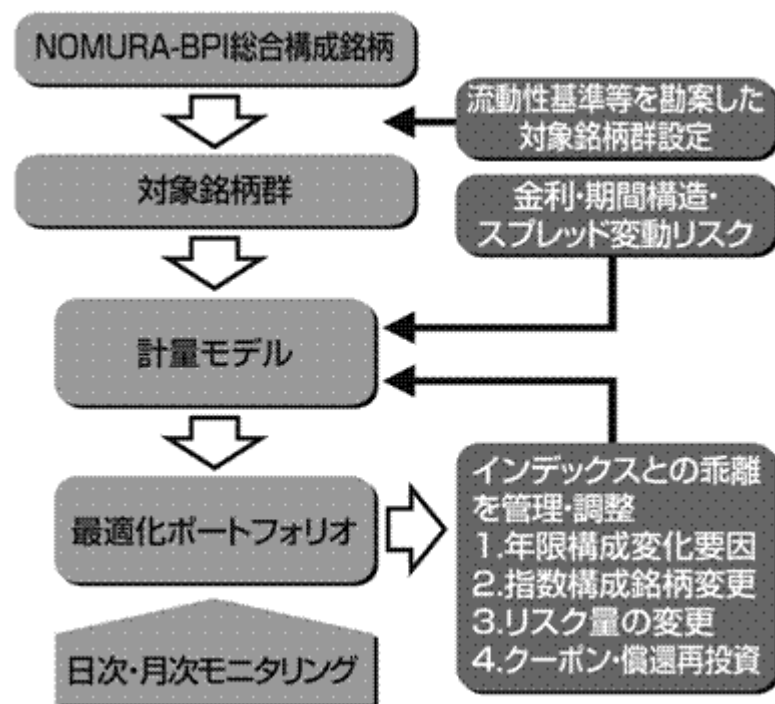 NOMURA-BPI総合構成銘柄
流動性基準等を勘案した
対象銘柄群設定
対象銘柄群
金利・期間構造・
スプレッド変動リスク
計量モデル
最適化ポートフォリオ
インデックスとの乖離
を管理・調整
1.年限構成変化要因
2.指数構成銘柄変更
3.リスク量の変更
4.クーポン・償還再投資
日次・月次モニタリング